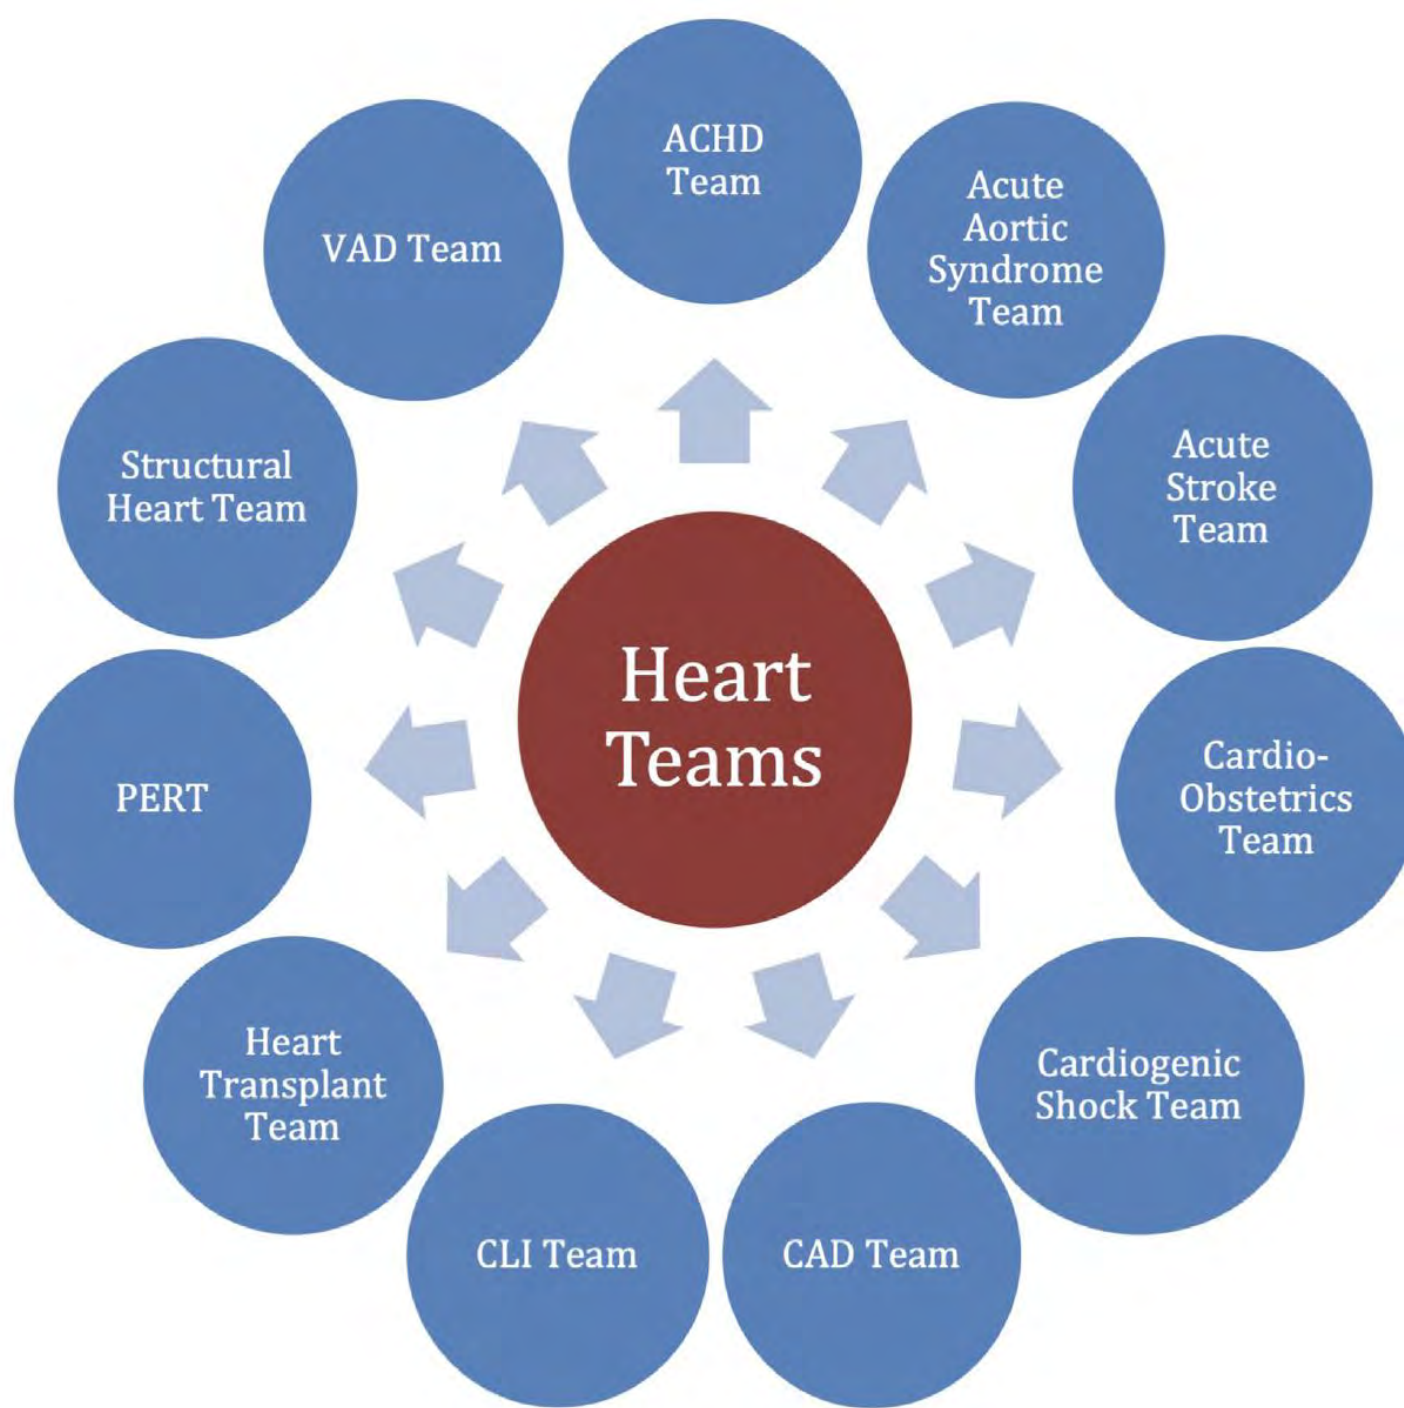 ACHD
Team
Acute
Aortic
Syndrome
Team
Acute
Stroke
Team
Cardio-
Obstetrics
Team
Cardiogenic
Shock Team
CAD Team
CLI Team
Heart
Transplant
Team
PERT
Structural
Heart Team
VAD Team
Heart
Teams